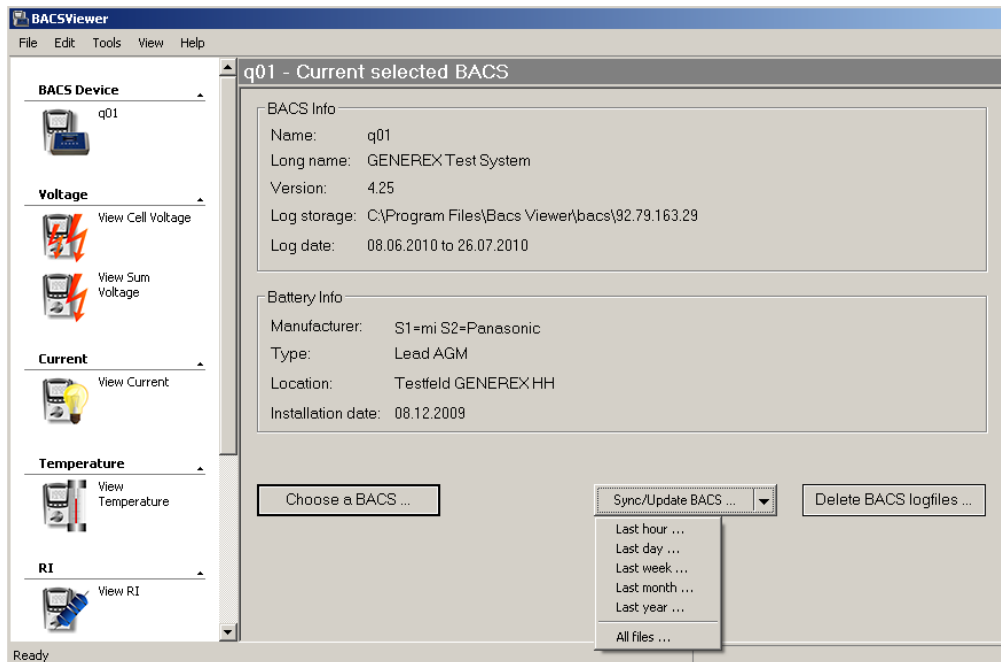 BACSViewer
File Edit Tools View Help
BACS Device
q01
Voltage
View Cell Voltage
View Sum
Voltage
Current
View Current
Temperature
View
Temperature
RI
View RI
q01 - Current selected BACS
BACS Info
Name: q01
Long name: GENEREX Test System
Version: 4.25
Log storage: C:\Program Files\Bacs Viewer\bacs\92.79.163.29
Log date: 08.06.2010 to 26.07.2010
Battery Info
Manufacturer: S1=mi S2=Panasonic
Type: Lead AGM
Location: Testfeld GENEREX HH
Installation date: 08.12.2009
Choose a BACS ... Sync/Update BACS ... Delete BACS logfiles ...
Last hour ...
Last day ...
Last week ...
Last month ...
Last year ...
All files ...
Ready